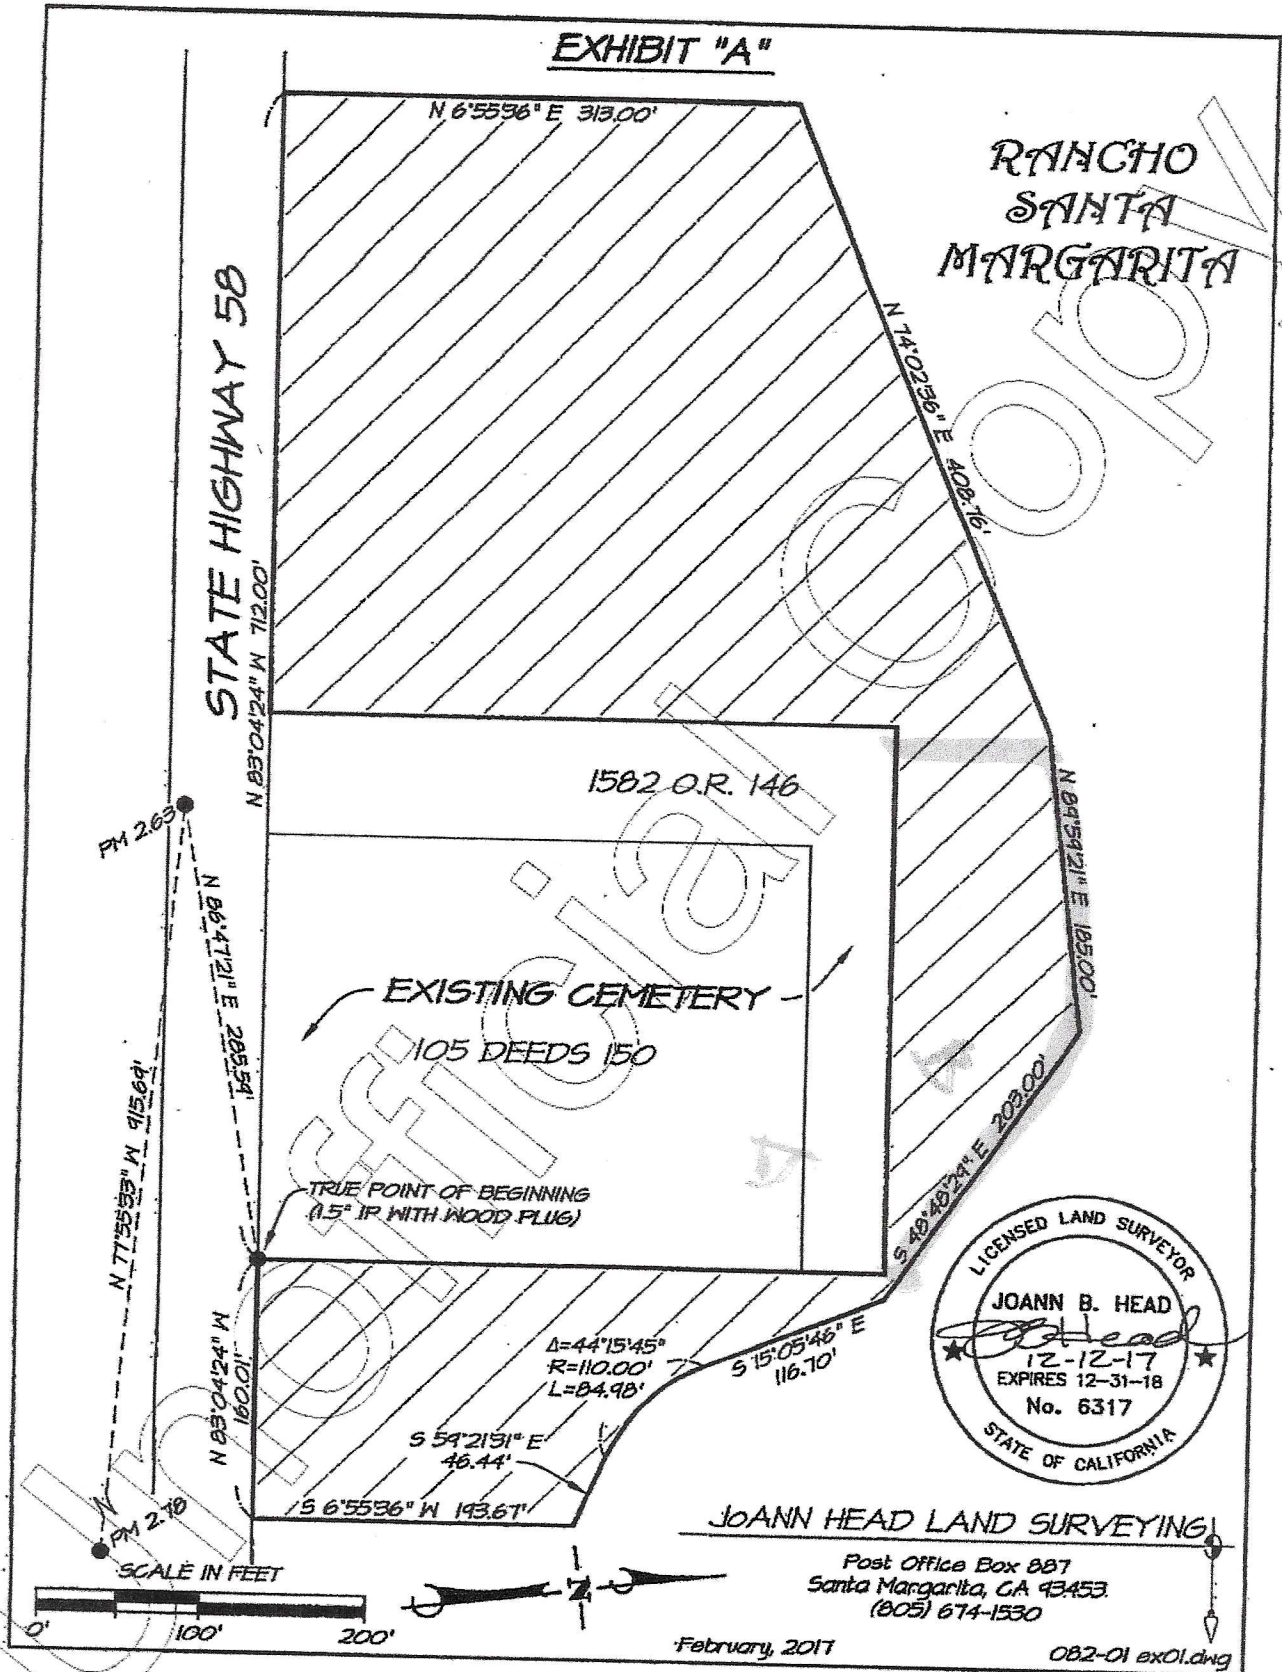 EXHIBIT "A"
N 6°55'36" E 313.00'
RANCHO
SANTA
MARGARITA
STATE HIGHWAY 58
N 83°04'24" W 712.00'
N 74°02'36" E 408.76'
1582 O.R. 146
PM 2.63
N 89°59'21" E 185.00'
N 86°47'21" E 285.59'
EXISTING CEMETERY
105 DEEDS 150
N 77°55'33" W 915.69'
TRUE POINT OF BEGINNING
(1.5" IP WITH WOOD PLUG)
S 48°48'29" E 203.00'
N 83°04'24" W
160.01'
Δ=44°15'45"
R=110.00'
L=84.98'
S 15°05'46" E
116.70'
S 59°21'31" E
46.44'
S 6°55'36" W 193.67'
PM 2.78
LICENSED LAND SURVEYOR
JOANN B. HEAD
12-12-17
EXPIRES 12-31-18
No. 6317
STATE OF CALIFORNIA
JOANN HEAD LAND SURVEYING
Post Office Box 887
Santa Margarita, CA 93453
(805) 674-1530
SCALE IN FEET
0' 100' 200'
N
February, 2017
082-01 ex01.dwg
Unofficial Copy